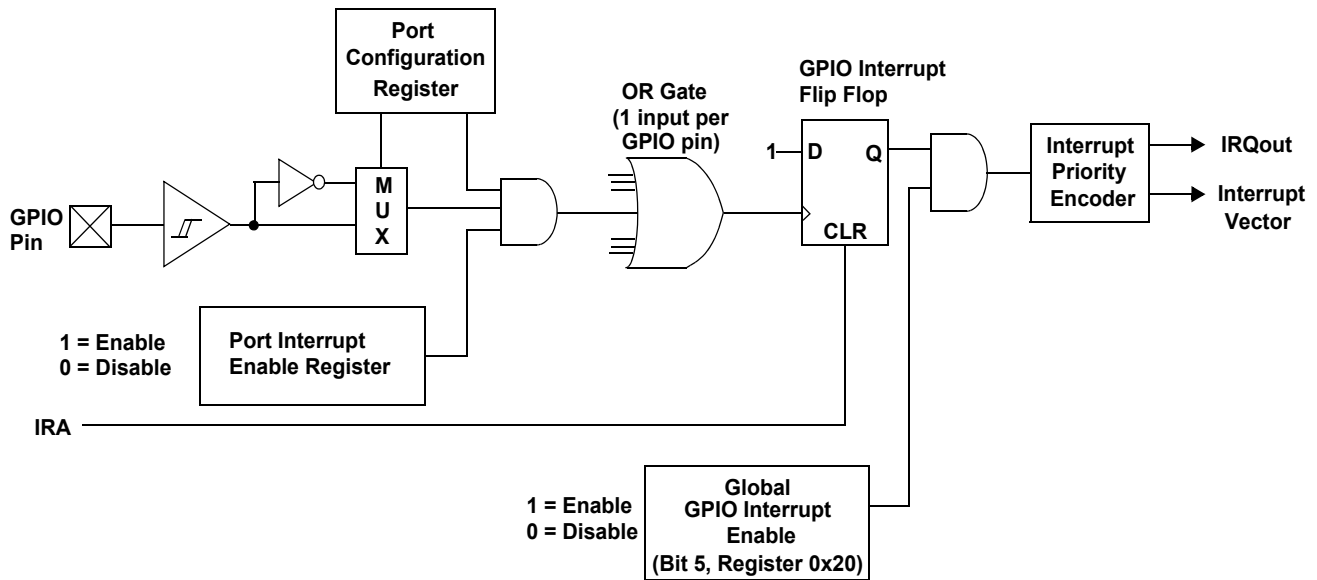 Port
Configuration
Register
GPIO
Pin
M
U
X
OR Gate
(1 input per
GPIO pin)
GPIO Interrupt
Flip Flop
1
D
Q
CLR
Interrupt
Priority
Encoder
IRQout
Interrupt
Vector
1 = Enable
0 = Disable
Port Interrupt
Enable Register
IRA
1 = Enable
0 = Disable
Global
GPIO Interrupt
Enable
(Bit 5, Register 0x20)